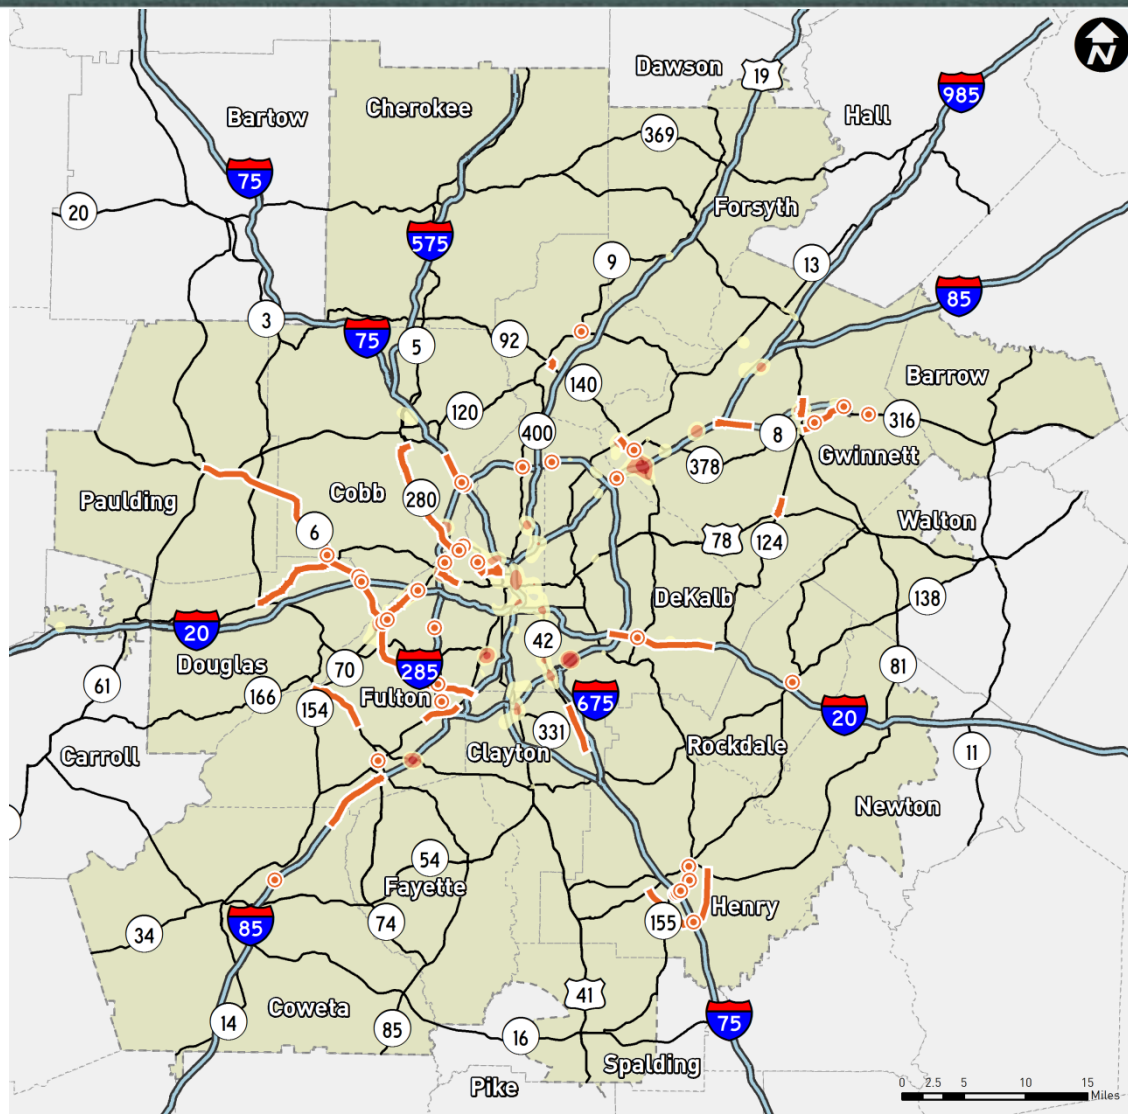 N
Dawson
19
Cherokee
Hall
985
Bartow
369
75
20
Forsyth
575
9
13
85
3
75
5
92
140
Barrow
120
400
8
316
378
Gwinnett
Cobb
280
Paulding
6
78
124
Walton
DeKalb
138
20
42
Douglas
70
285
81
61
166
Fulton
675
154
20
331
Rockdale
Clayton
11
Carroll
Newton
54
Fayette
Henry
155
74
85
34
41
Coweta
14
85
16
75
Spalding
Pike
0 2.5 5 10 15
Miles